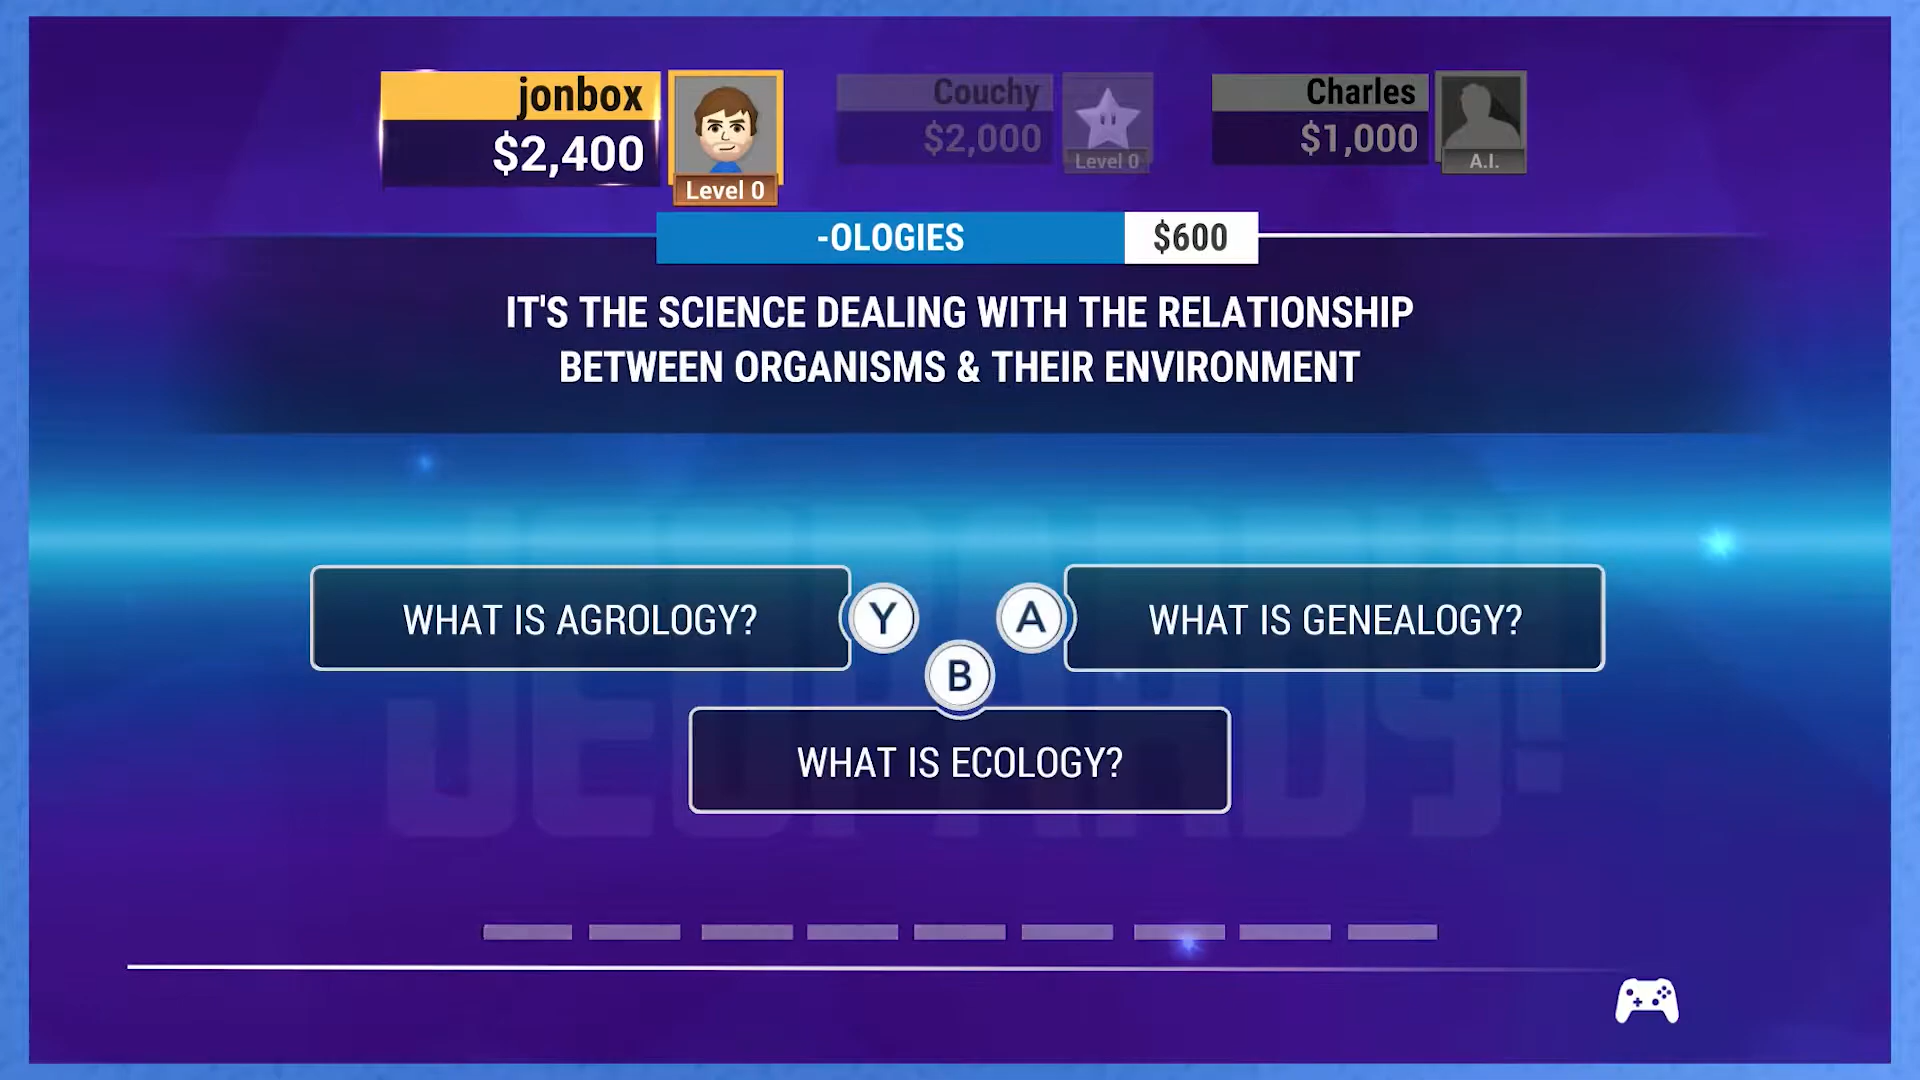 jonbox
$2,400
Level 0
Couchy
$2,000
Level 0
Charles
$1,000
A.I.
-OLOGIES
$600
IT'S THE SCIENCE DEALING WITH THE RELATIONSHIP
BETWEEN ORGANISMS & THEIR ENVIRONMENT
JEOPARDY!
WHAT IS AGROLOGY?
Y
A
WHAT IS GENEALOGY?
B
WHAT IS ECOLOGY?